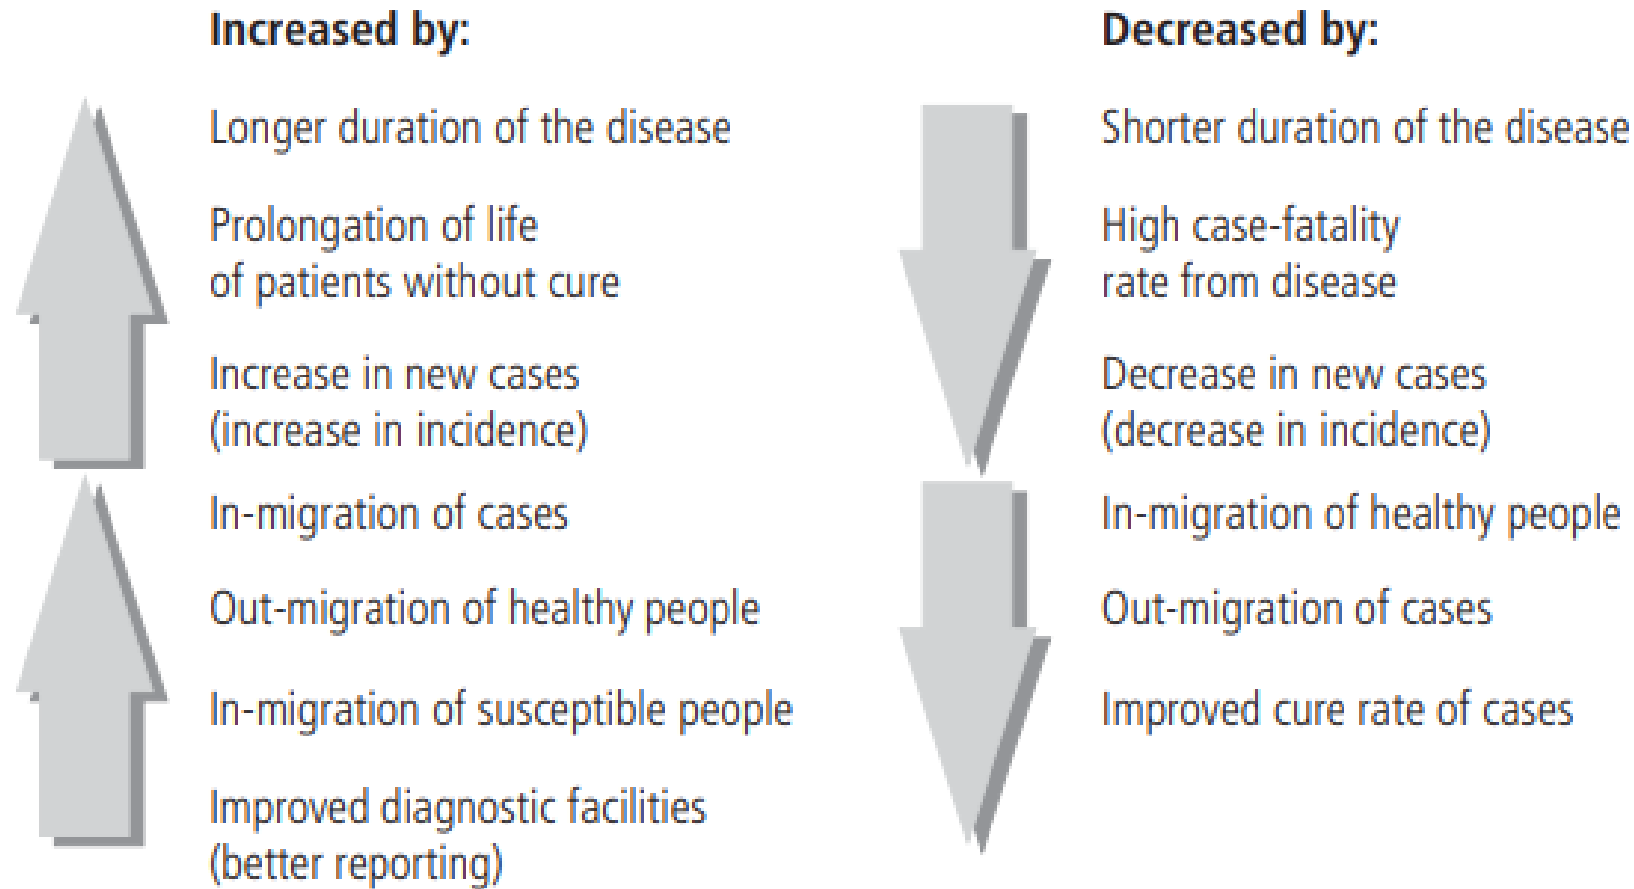 Increased by:
Longer duration of the disease
Prolongation of life
of patients without cure
Increase in new cases
(increase in incidence)
In-migration of cases
Out-migration of healthy people
In-migration of susceptible people
Improved diagnostic facilities
(better reporting)
Decreased by:
Shorter duration of the disease
High case-fatality
rate from disease
Decrease in new cases
(decrease in incidence)
In-migration of healthy people
Out-migration of cases
Improved cure rate of cases